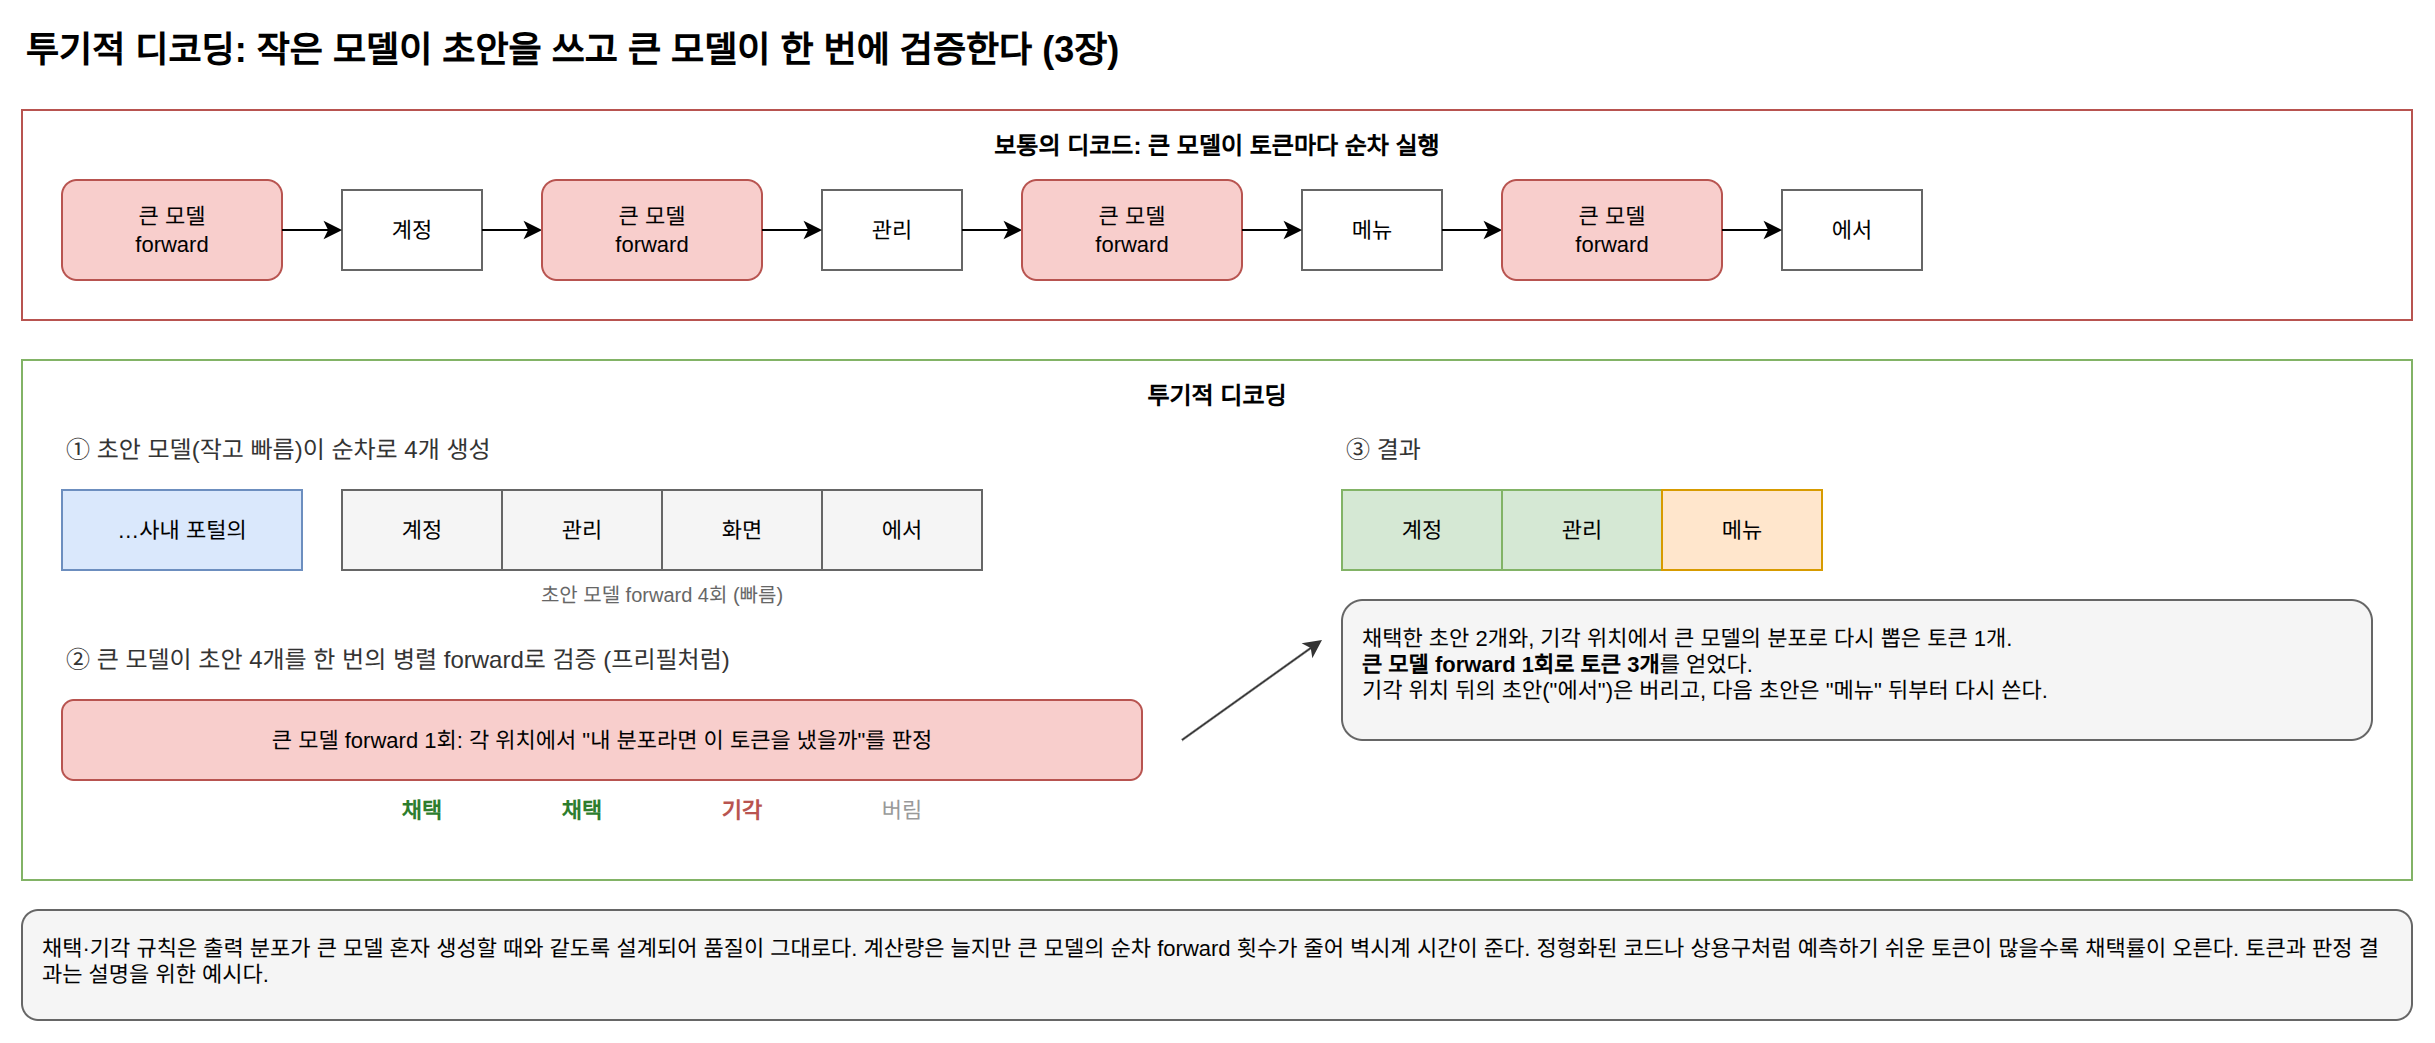 투기적 디코딩: 작은 모델이 초안을 쓰고 큰 모델이 한 번에 검증한다 (3장)
보통의 디코드: 큰 모델이 토큰마다 순차 실행
큰 모델
forward
계정
큰 모델
forward
관리
큰 모델
forward
메뉴
큰 모델
forward
에서
투기적 디코딩
① 초안 모델(작고 빠름)이 순차로 4개 생성
…사내 포털의
계정
관리
화면
에서
초안 모델 forward 4회 (빠름)
② 큰 모델이 초안 4개를 한 번의 병렬 forward로 검증 (프리필처럼)
큰 모델 forward 1회: 각 위치에서 "내 분포라면 이 토큰을 냈을까"를 판정
채택
채택
기각
버림
③ 결과
계정
관리
메뉴
채택한 초안 2개와, 기각 위치에서 큰 모델의 분포로 다시 뽑은 토큰 1개.
큰 모델 forward 1회로 토큰 3개를 얻었다.
기각 위치 뒤의 초안("에서")은 버리고, 다음 초안은 "메뉴" 뒤부터 다시 쓴다.
채택·기각 규칙은 출력 분포가 큰 모델 혼자 생성할 때와 같도록 설계되어 품질이 그대로다. 계산량은 늘지만 큰 모델의 순차 forward 횟수가 줄어 벽시계 시간이 준다. 정형화된 코드나 상용구처럼 예측하기 쉬운 토큰이 많을수록 채택률이 오른다. 토큰과 판정 결
과는 설명을 위한 예시다.